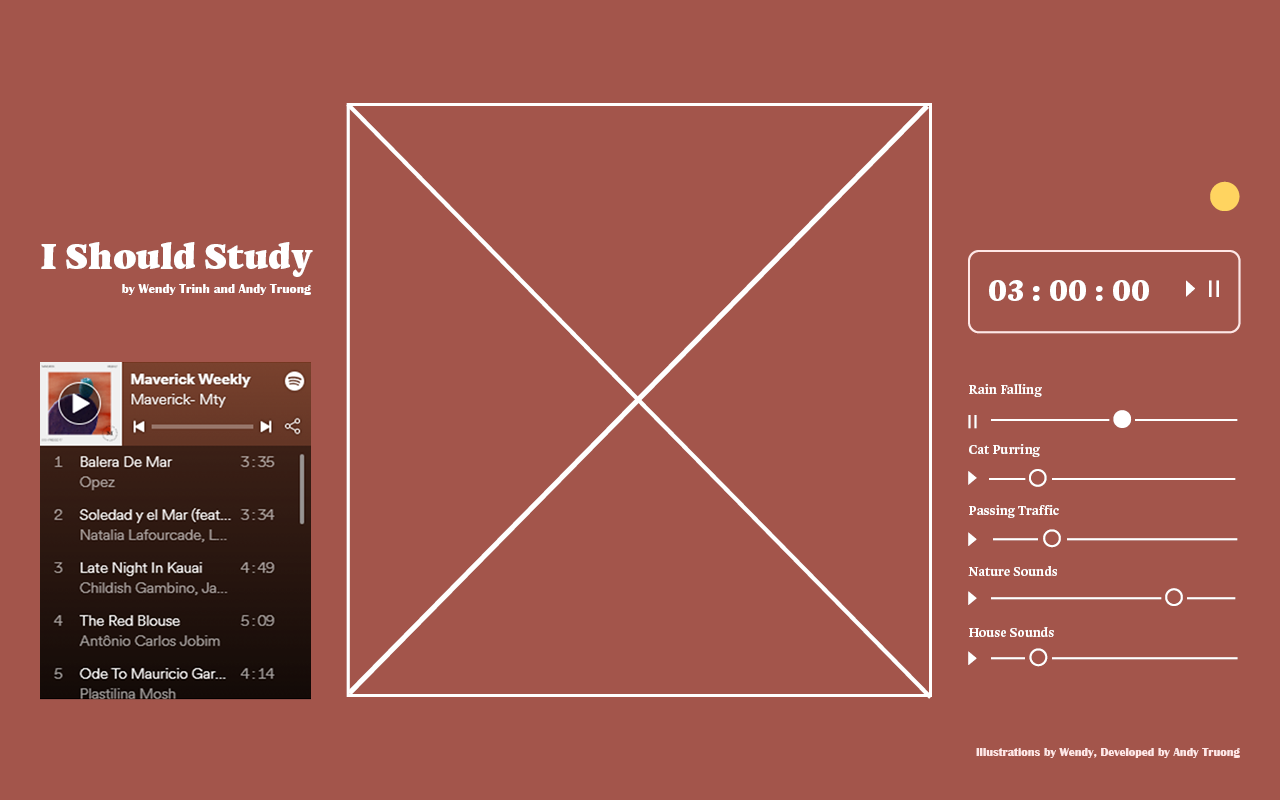 I Should Study
by Wendy Trinh and Andy Truong
Maverick Weekly
Maverick- Mty
1 Balera De Mar 3:35
Opez
2 Soledad y el Mar (feat... 3:34
Natalia Lafourcade, L...
3 Late Night In Kauai 4:49
Childish Gambino, Ja...
4 The Red Blouse 5:09
Antônio Carlos Jobim
5 Ode To Mauricio Gar... 4:14
Plastilina Mosh
03 : 00 : 00
Rain Falling
Cat Purring
Passing Traffic
Nature Sounds
House Sounds
Illustrations by Wendy, Developed by Andy Truong